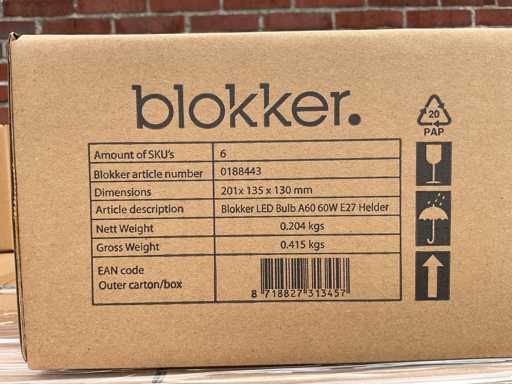 blokker.
Amount of SKU's 6
Blokker article number 0188443
Dimensions 201x 135 x 130 mm
Article description Blokker LED Bulb A60 60W E27 Helder
Nett Weight 0.204 kgs
Gross Weight 0.415 kgs
EAN code
Outer carton/box
8 718827 313457
20
PAP